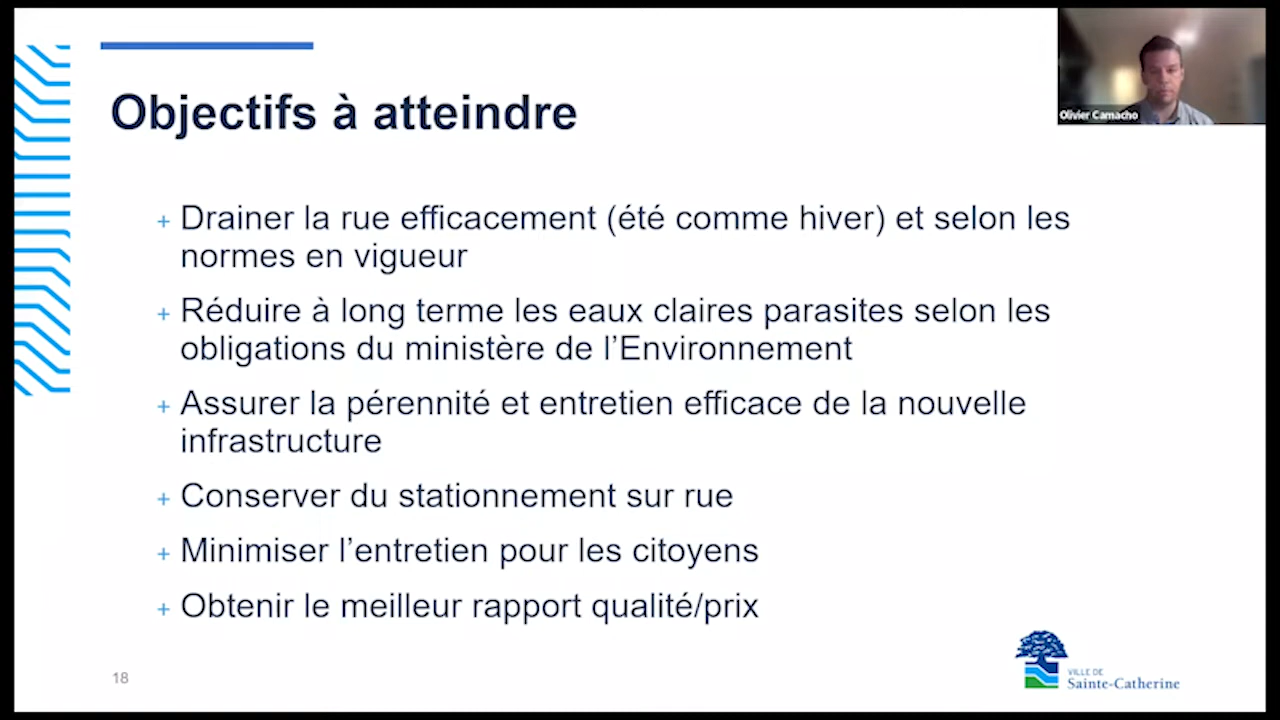 Objectifs à atteindre
Olivier Camacho
+ Drainer la rue efficacement (été comme hiver) et selon les
normes en vigueur
+ Réduire à long terme les eaux claires parasites selon les
obligations du ministère de l’Environnement
+ Assurer la pérennité et entretien efficace de la nouvelle
infrastructure
+ Conserver du stationnement sur rue
+ Minimiser l’entretien pour les citoyens
+ Obtenir le meilleur rapport qualité/prix
18
VILLE DE
Sainte-Catherine